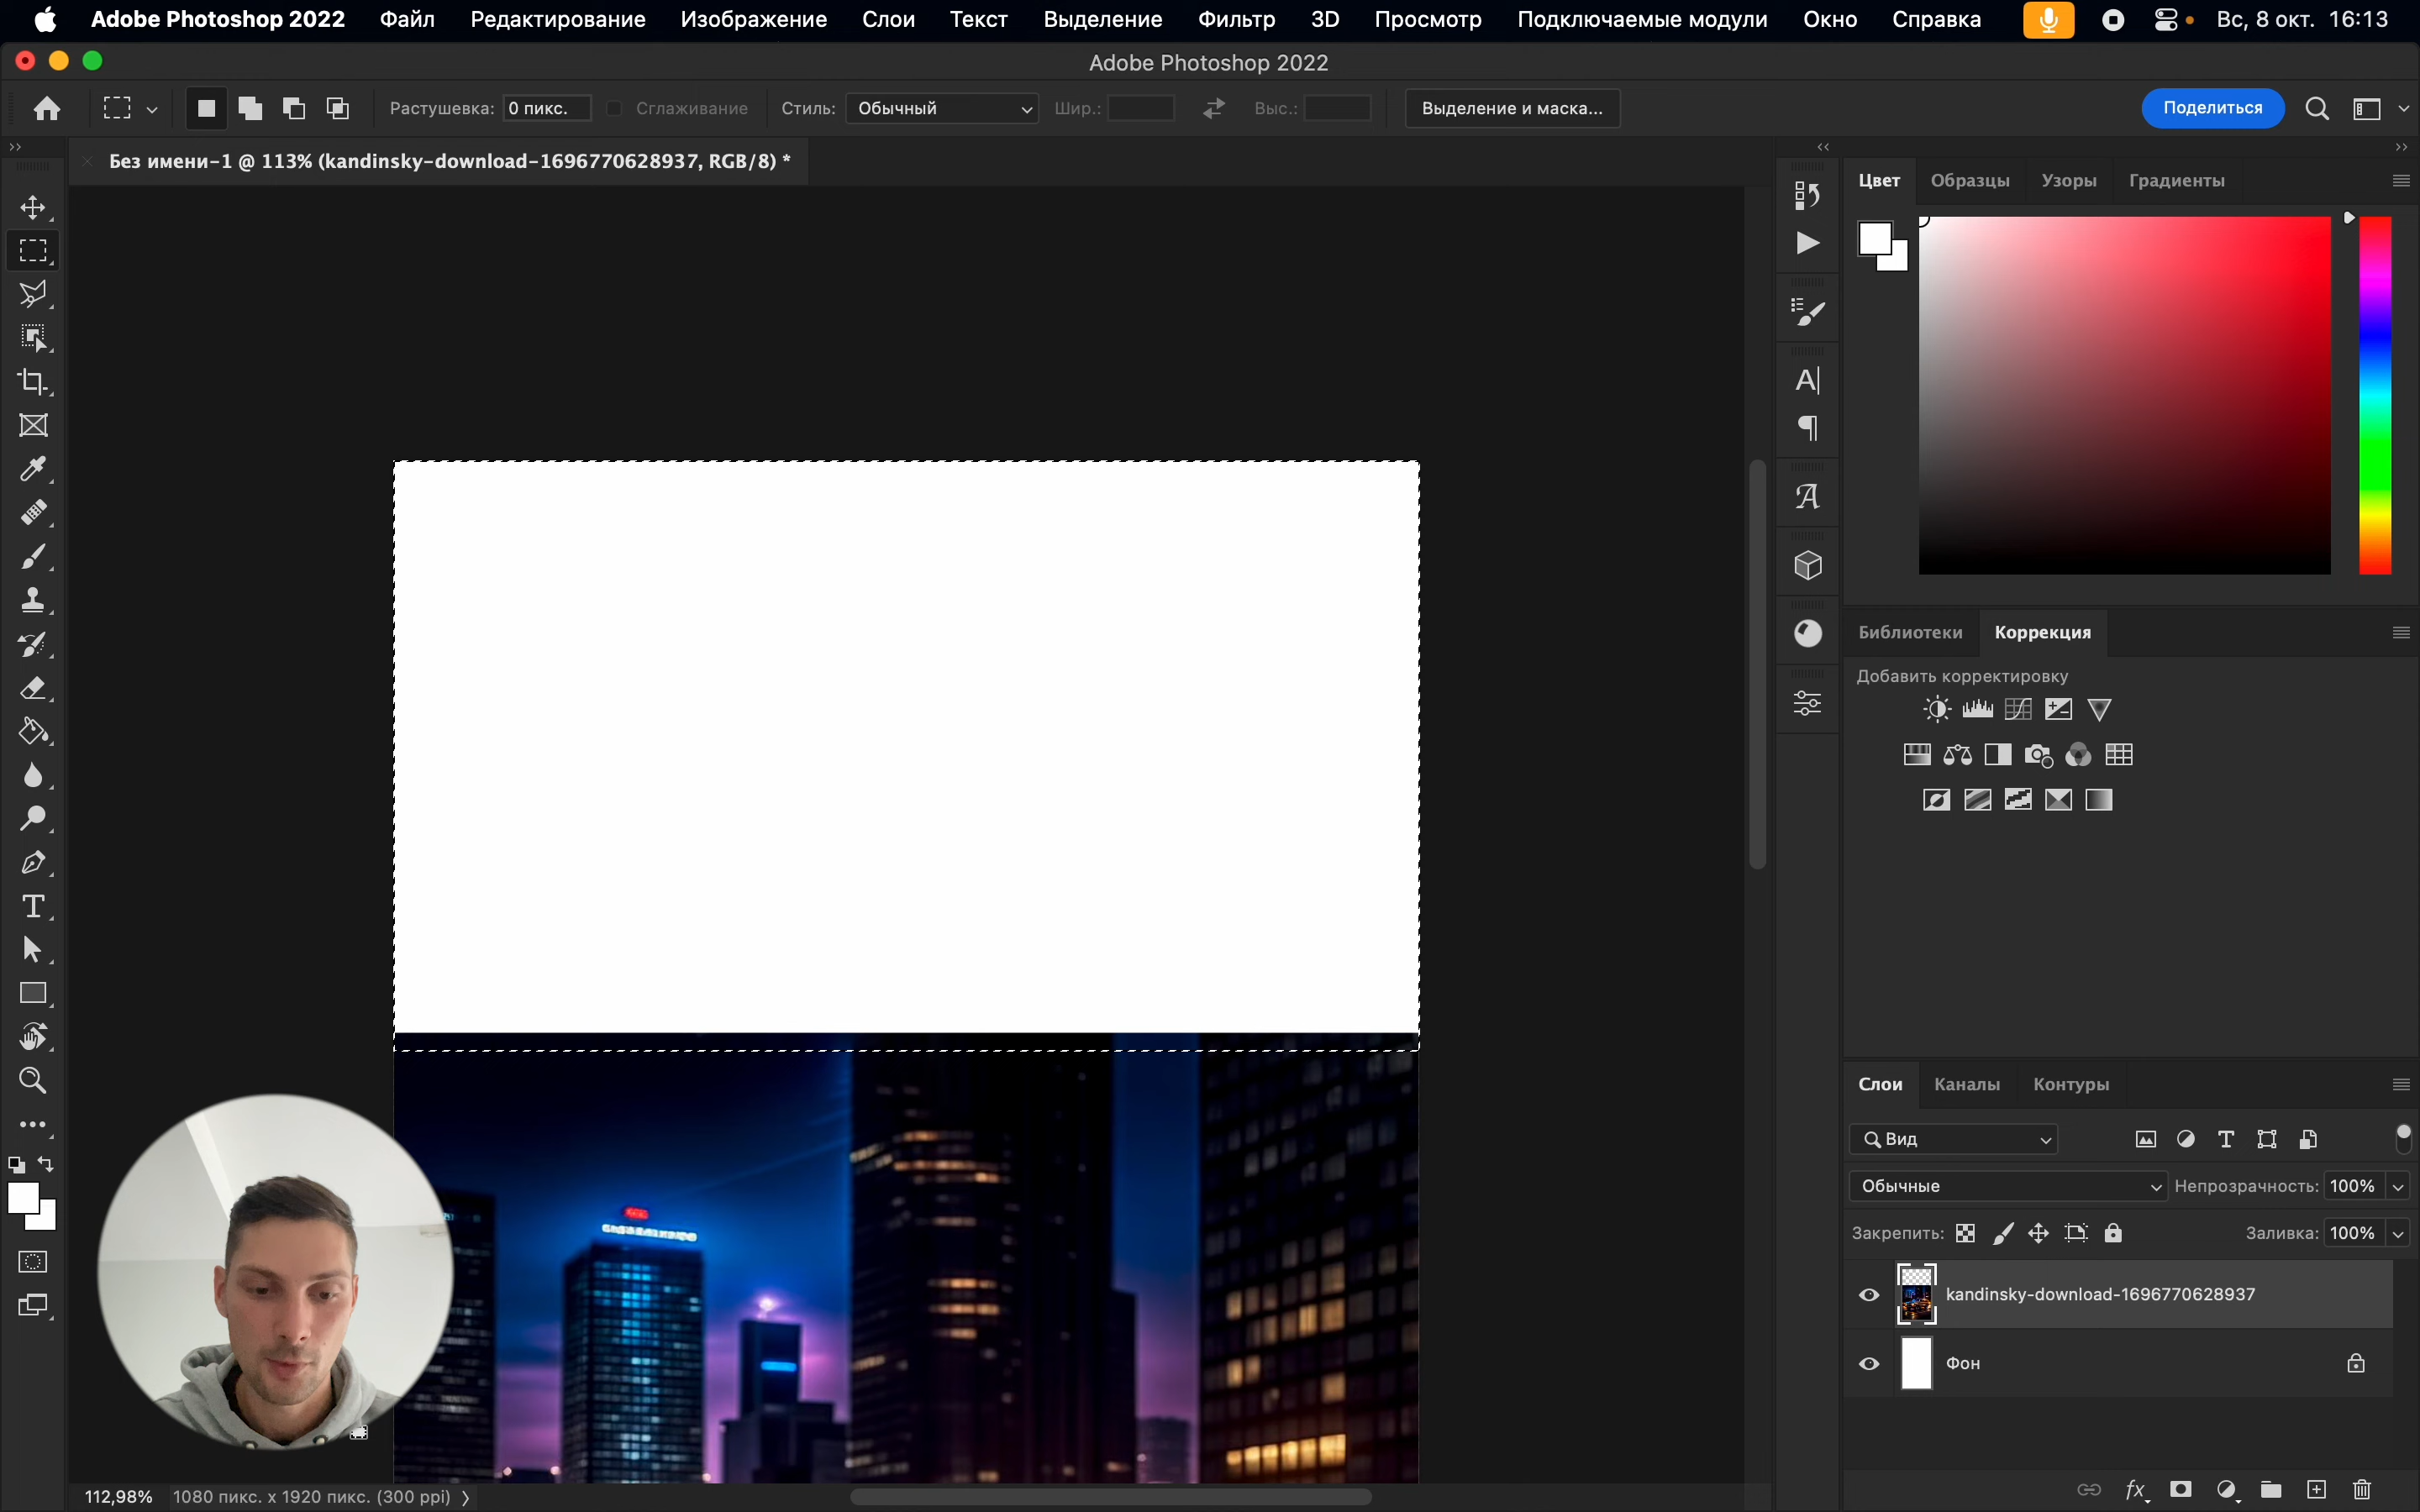 Adobe Photoshop 2022 Файл Редактирование Изображение Слои Текст Выделение Фильтр 3D Просмотр Подключаемые модули Окно Справка Вс, 8 окт. 16:13
Adobe Photoshop 2022
Растушевка: 0 пикс. Сглаживание Стиль: Обычный Шир.: Выс.: Выделение и маска... Поделиться
Без имени-1 @ 113% (kandinsky-download-1696770628937, RGB/8) *
Цвет Образцы Узоры Градиенты
Библиотеки Коррекция
Добавить корректировку
Слои Каналы Контуры
Вид
Обычные Непрозрачность: 100%
Закрепить: Заливка: 100%
kandinsky-download-1696770628937
Фон
112,98% 1080 пикс. x 1920 пикс. (300 ppi)